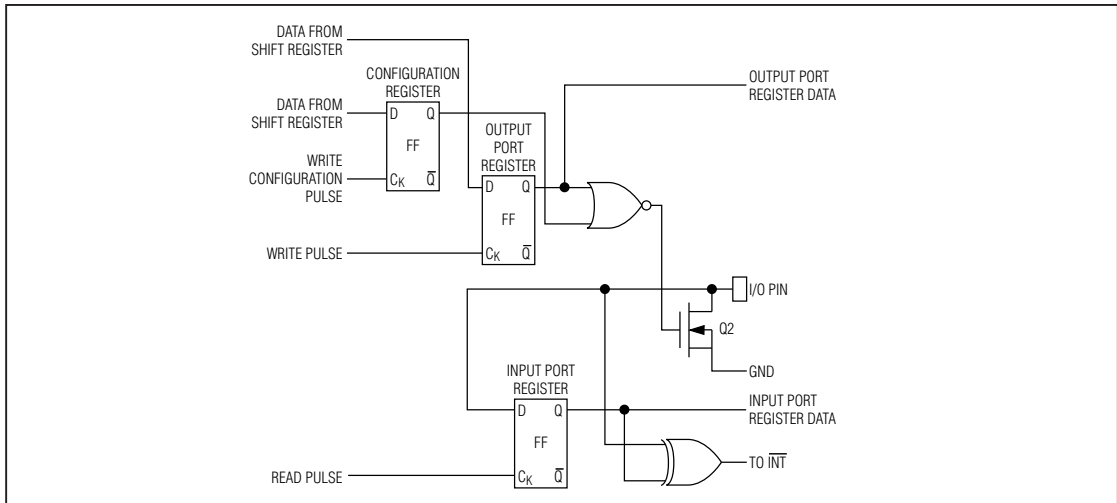 DATA FROM
SHIFT REGISTER
CONFIGURATION
REGISTER
OUTPUT PORT
REGISTER DATA
DATA FROM
SHIFT REGISTER
D Q
FF
CK Q̅
OUTPUT
PORT
REGISTER
WRITE
CONFIGURATION
PULSE
D Q
FF
CK Q̅
WRITE PULSE
I/O PIN
Q2
GND
INPUT PORT
REGISTER
D Q
FF
CK Q̅
INPUT PORT
REGISTER DATA
TO I̅N̅T̅
READ PULSE